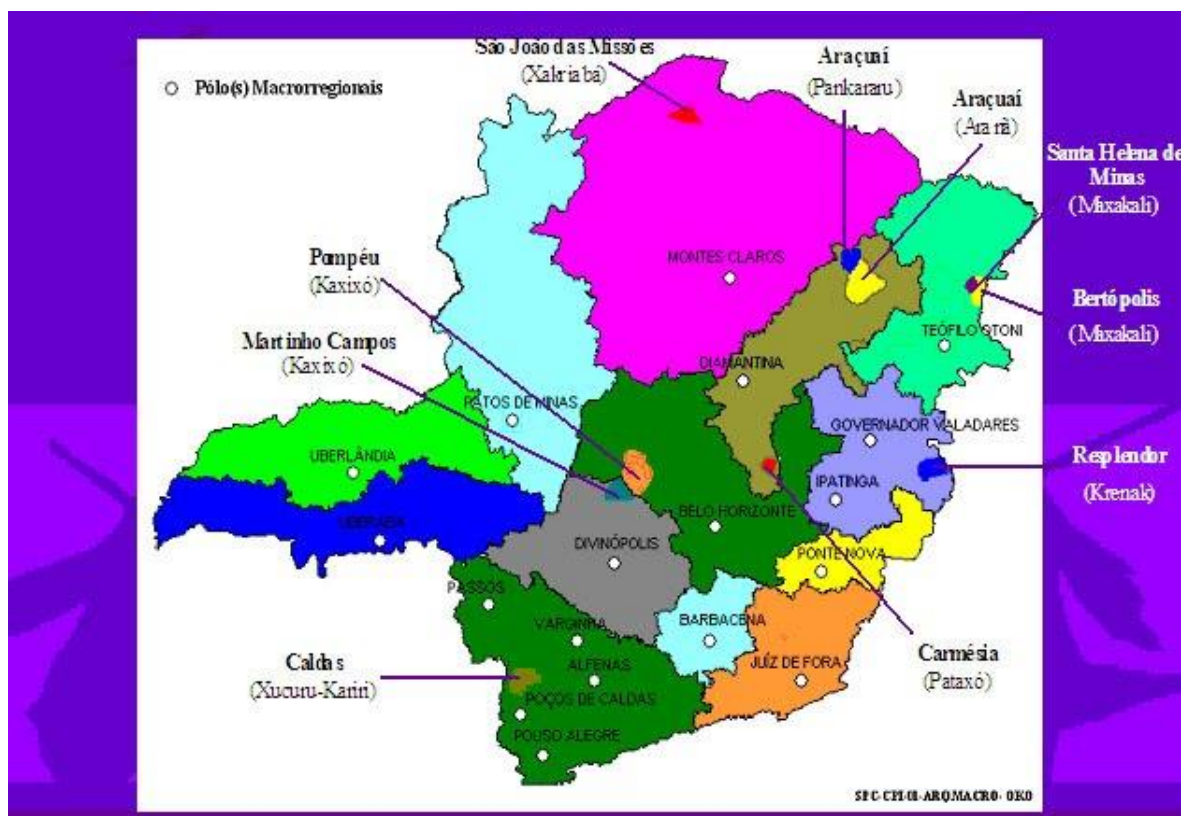 São João das Missões
(Xakriabá)
Araçuaí
(Pankararu)
Araçuaí
(Aranã)
Pólo(s) Macrorregionais
Santa Helena de
Minas
(Maxakali)
Pompéu
(Kaxixó)
MONTES CLAROS
Bertópolis
(Maxakali)
TEÓFILO OTONI
Martinho Campos
(Kaxixó)
DIAMANTINA
PATOS DE MINAS
GOVERNADOR VALADARES
UBERLÂNDIA
Resplendor
(Krenak)
IPATINGA
BELO HORIZONTE
UBERABA
DIVINÓPOLIS
PONTE NOVA
PASSOS
VARGINHA
BARBACENA
Carmésia
(Pataxó)
Caldas
(Xucuru-Kariri)
ALFENAS
JUÍZ DE FORA
POÇOS DE CALDAS
POUSO ALEGRE